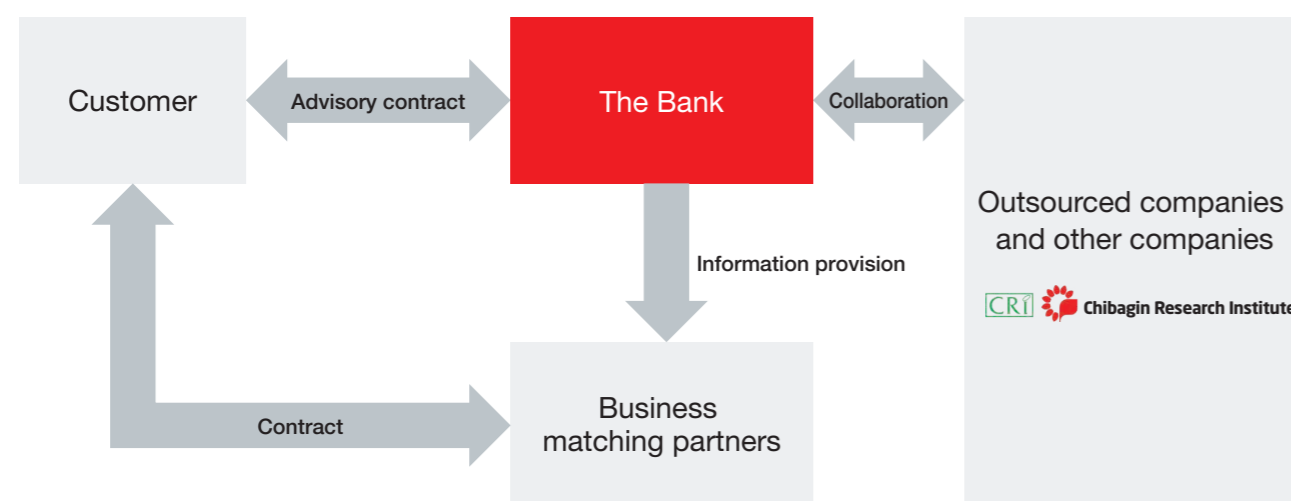 Customer
Advisory contract
The Bank
Collaboration
Outsourced companies
and other companies
CRI Chibagin Research Institute
Information provision
Business
matching partners
Contract